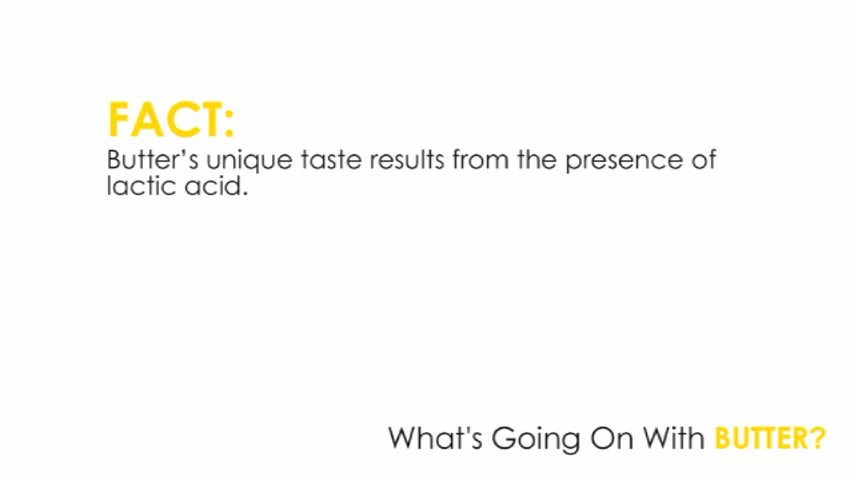 FACT:
Butter's unique taste results from the presence of
lactic acid.
What's Going On With BUTTER?